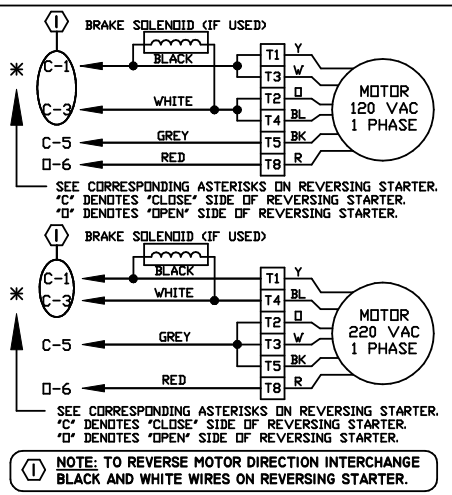 1 BRAKE SOLENOID (IF USED)
* C-1 BLACK T1 Y
T3 W
C-3 WHITE T2 O
T4 BL
C-5 GREY T5 BK
O-6 RED T8 R
MOTOR
120 VAC
1 PHASE
SEE CORRESPONDING ASTERISKS ON REVERSING STARTER.
"C" DENOTES "CLOSE" SIDE OF REVERSING STARTER.
"O" DENOTES "OPEN" SIDE OF REVERSING STARTER.
1 BRAKE SOLENOID (IF USED)
C-1 BLACK T1 Y
* C-3 WHITE T4 BL
T2 O
C-5 GREY T3 W
T5 BK
O-6 RED T8 R
MOTOR
220 VAC
1 PHASE
SEE CORRESPONDING ASTERISKS ON REVERSING STARTER.
"C" DENOTES "CLOSE" SIDE OF REVERSING STARTER.
"O" DENOTES "OPEN" SIDE OF REVERSING STARTER.
1 NOTE: TO REVERSE MOTOR DIRECTION INTERCHANGE
BLACK AND WHITE WIRES ON REVERSING STARTER.